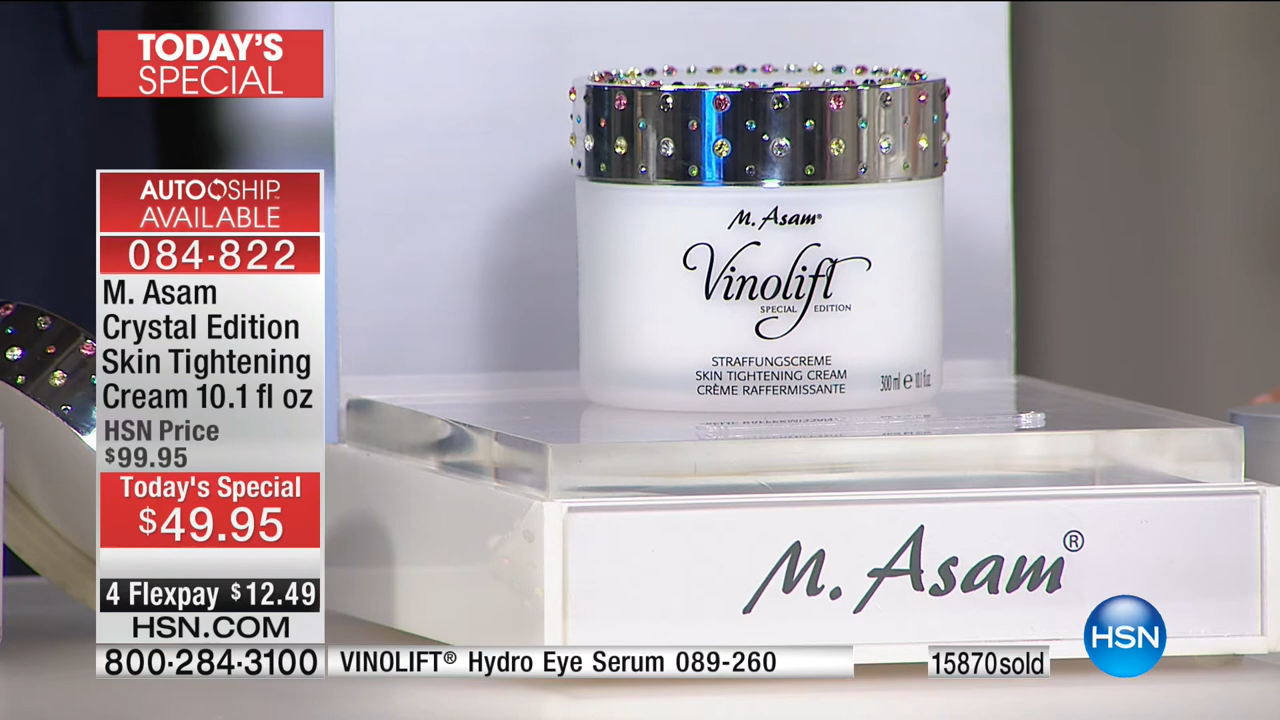 TODAY'S
SPECIAL
AUTOSHIP™
AVAILABLE
084·822
M. Asam
Crystal Edition
Skin Tightening
Cream 10.1 fl oz
HSN Price
$99.95
Today's Special
$49.95
4 Flexpay $12.49
HSN.COM
800·284·3100
VINOLIFT® Hydro Eye Serum 089-260
15870sold
HSN
M. Asam®
Vinolift
SPECIAL EDITION
STRAFFUNGSCREME
SKIN TIGHTENING CREAM
CRÈME RAFFERMISSANTE
300 ml e 10.1 fl.oz.
M. Asam®